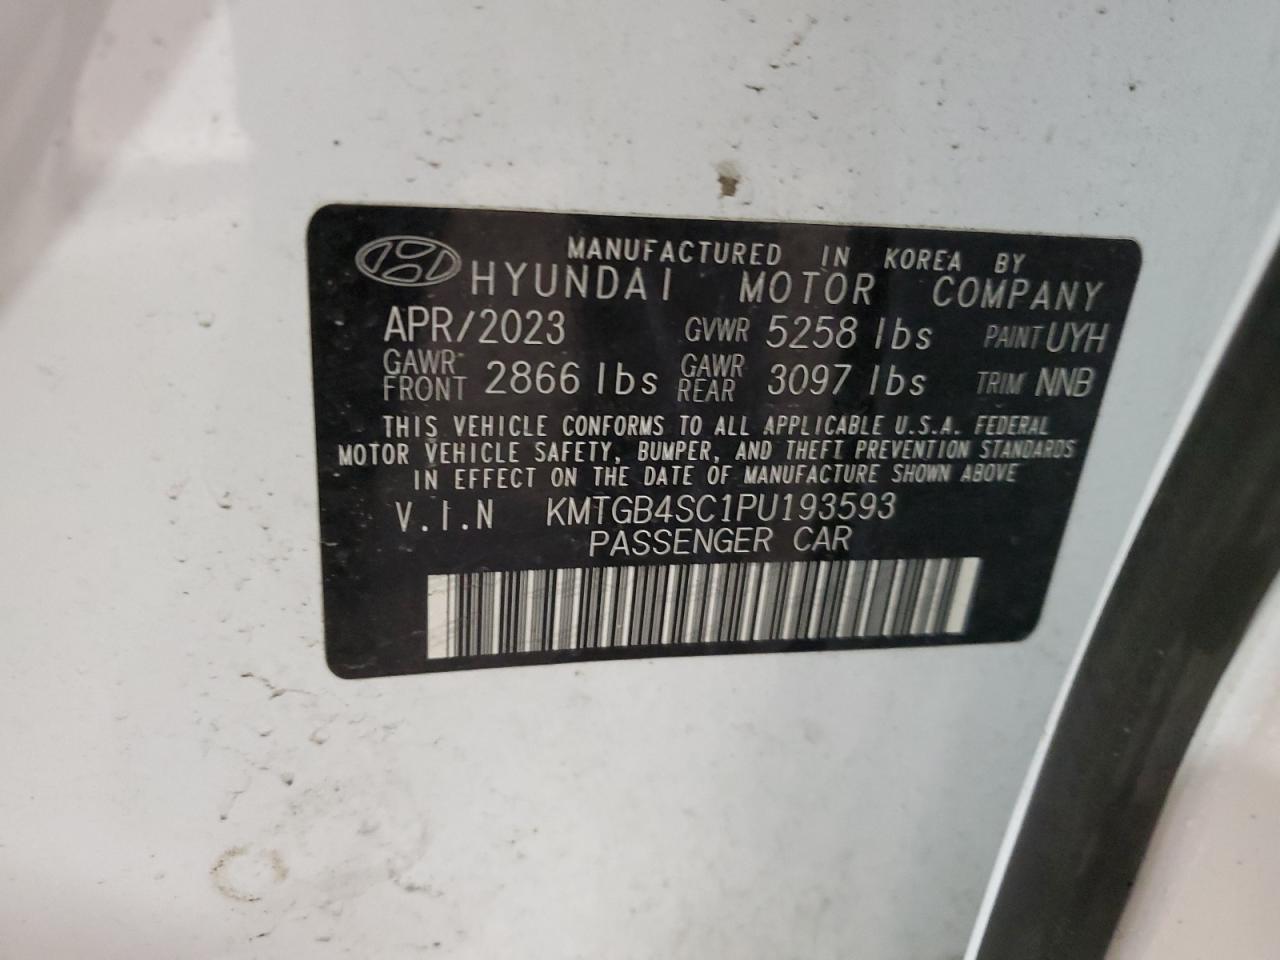 MANUFACTURED IN KOREA BY
HYUNDAI MOTOR COMPANY
APR/2023 GVWR 5258 lbs PAINT UYH
GAWR FRONT 2866 lbs GAWR REAR 3097 lbs TRIM NNB
THIS VEHICLE CONFORMS TO ALL APPLICABLE U.S.A. FEDERAL
MOTOR VEHICLE SAFETY, BUMPER, AND THEFT PREVENTION STANDARDS
IN EFFECT ON THE DATE OF MANUFACTURE SHOWN ABOVE
V.I.N KMTGB4SC1PU193593
PASSENGER CAR